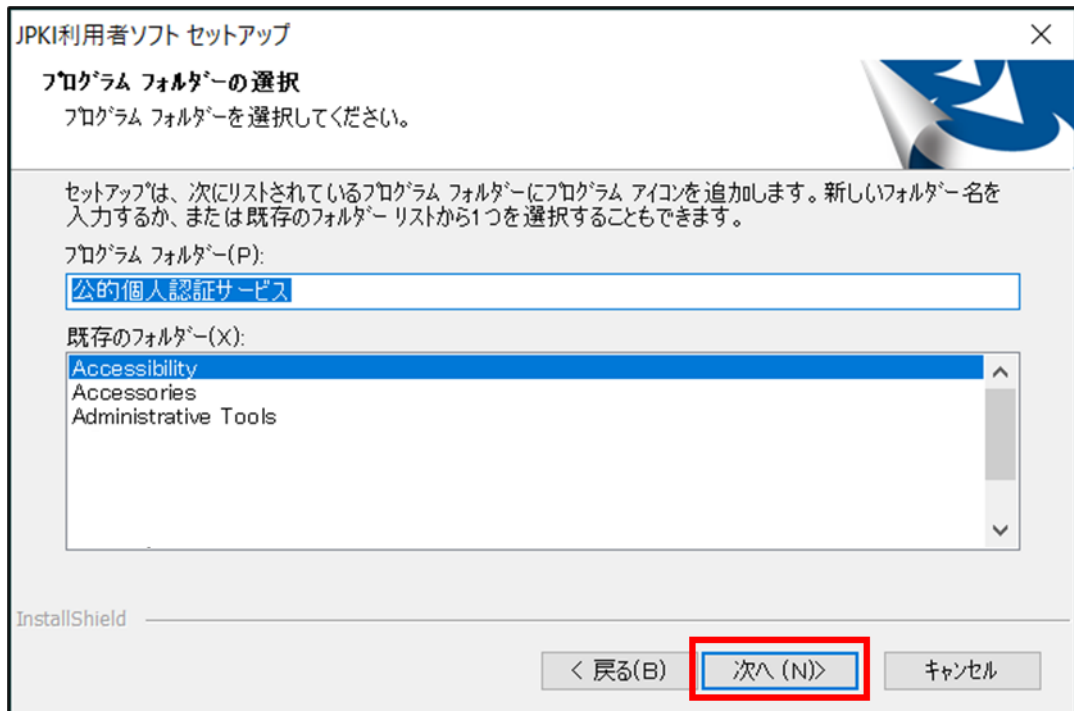 JPKI利用者ソフト セットアップ
プログラム フォルダーの選択
プログラム フォルダーを選択してください。
セットアップは、次にリストされているプログラム フォルダーにプログラム アイコンを追加します。新しいフォルダー名を
入力するか、または既存のフォルダー リストから1つを選択することもできます。
プログラム フォルダー(P):
公的個人認証サービス
既存のフォルダー(X):
Accessibility
Accessories
Administrative Tools
InstallShield
< 戻る(B)
次へ (N)>
キャンセル